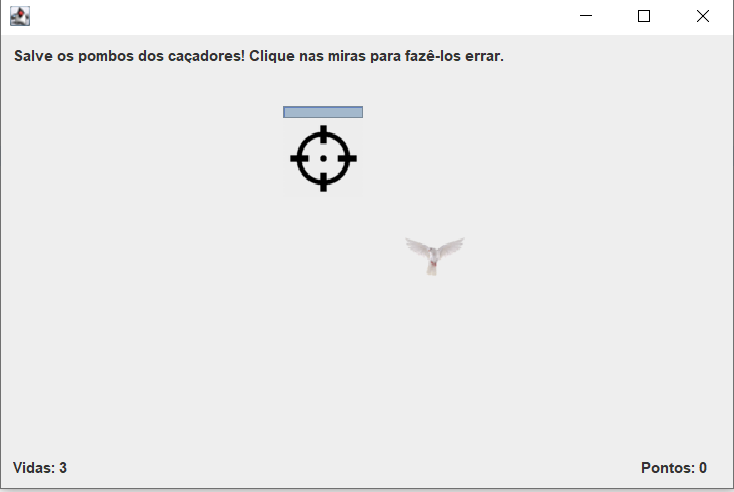 Salve os pombos dos caçadores! Clique nas miras para fazê-los errar.
Vidas: 3
Pontos: 0